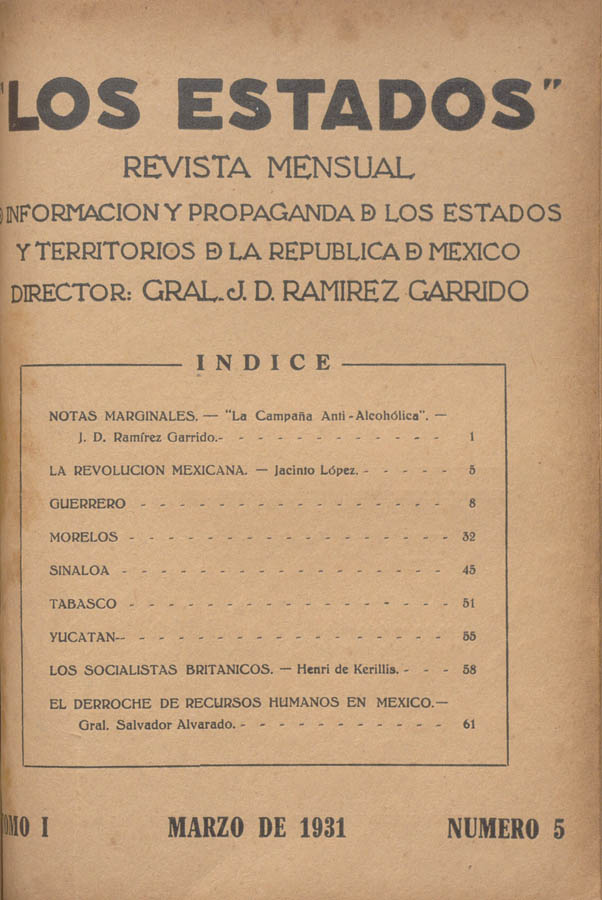 "LOS ESTADOS"
REVISTA MENSUAL
D INFORMACION Y PROPAGANDA D LOS ESTADOS
Y TERRITORIOS D LA REPUBLICA D MEXICO
DIRECTOR: GRAL. J. D. RAMIREZ GARRIDO
INDICE
NOTAS MARGINALES. — "La Campaña Anti-Alcohólica". —
J. D. Ramírez Garrido.- - - - - - - - - - - - 1
LA REVOLUCION MEXICANA. — Jacinto López. - - - - - 5
GUERRERO - - - - - - - - - - - - - - - - - 8
MORELOS - - - - - - - - - - - - - - - - - 32
SINALOA - - - - - - - - - - - - - - - - - 45
TABASCO - - - - - - - - - - - - - - - - - 51
YUCATAN-- - - - - - - - - - - - - - - - - 55
LOS SOCIALISTAS BRITANICOS. — Henri de Kerillis. - - - 58
EL DERROCHE DE RECURSOS HUMANOS EN MEXICO.—
Gral. Salvador Alvarado. - - - - - - - - - - - 61
TOMO I MARZO DE 1931 NUMERO 5